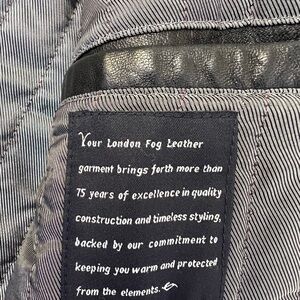 Your London Fog Leather
garment brings forth more than
75 years of excellence in quality
construction and timeless styling,
backed by our commitment to
keeping you warm and protected
from the elements.